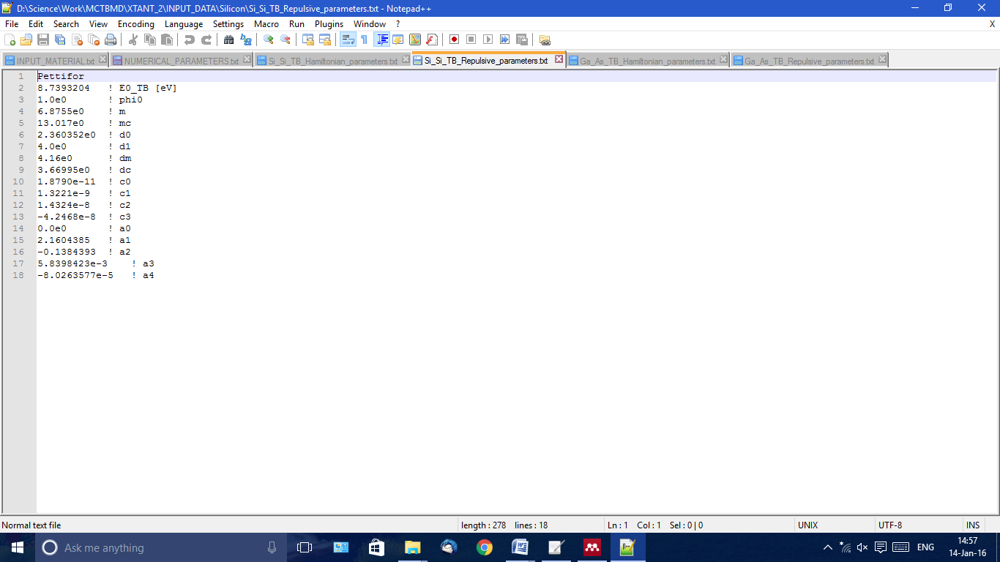 D:\Science\Work\MCTBMD\XTANT_2\INPUT_DATA\Silicon\Si_Si_TB_Repulsive_parameters.txt - Notepad++
File Edit Search View Encoding Language Settings Macro Run Plugins Window ? X
INPUT_MATERIAL.txt NUMERICAL_PARAMETERS.txt Si_Si_TB_Hamiltonian_parameters.txt Si_Si_TB_Repulsive_parameters.txt Ga_As_TB_Hamiltonian_parameters.txt Ga_As_TB_Repulsive_parameters.txt
1 Pettifor
2 8.7393204 ! E0_TB [eV]
3 1.0e0 ! phi0
4 6.8755e0 ! m
5 13.017e0 ! mc
6 2.360352e0 ! d0
7 4.0e0 ! d1
8 4.16e0 ! dm
9 3.66995e0 ! dc
10 1.8790e-11 ! c0
11 1.3221e-9 ! c1
12 1.4324e-8 ! c2
13 -4.2468e-8 ! c3
14 0.0e0 ! a0
15 2.1604385 ! a1
16 -0.1384393 ! a2
17 5.8398423e-3 ! a3
18 -8.0263577e-5 ! a4
Normal text file length : 278 lines : 18 Ln : 1 Col : 1 Sel : 0 | 0 UNIX UTF-8 INS
Ask me anything ENG 14:57
14-Jan-16